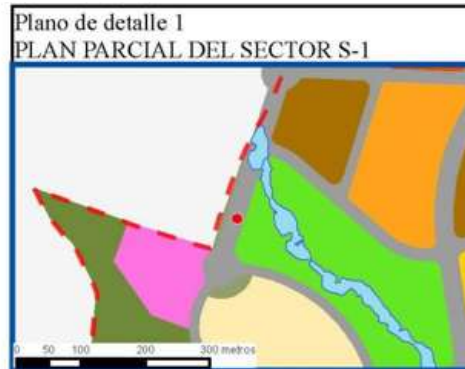 Plano de detalle 1
PLAN PARCIAL DEL SECTOR S-1
0 50 100 200 300 metros